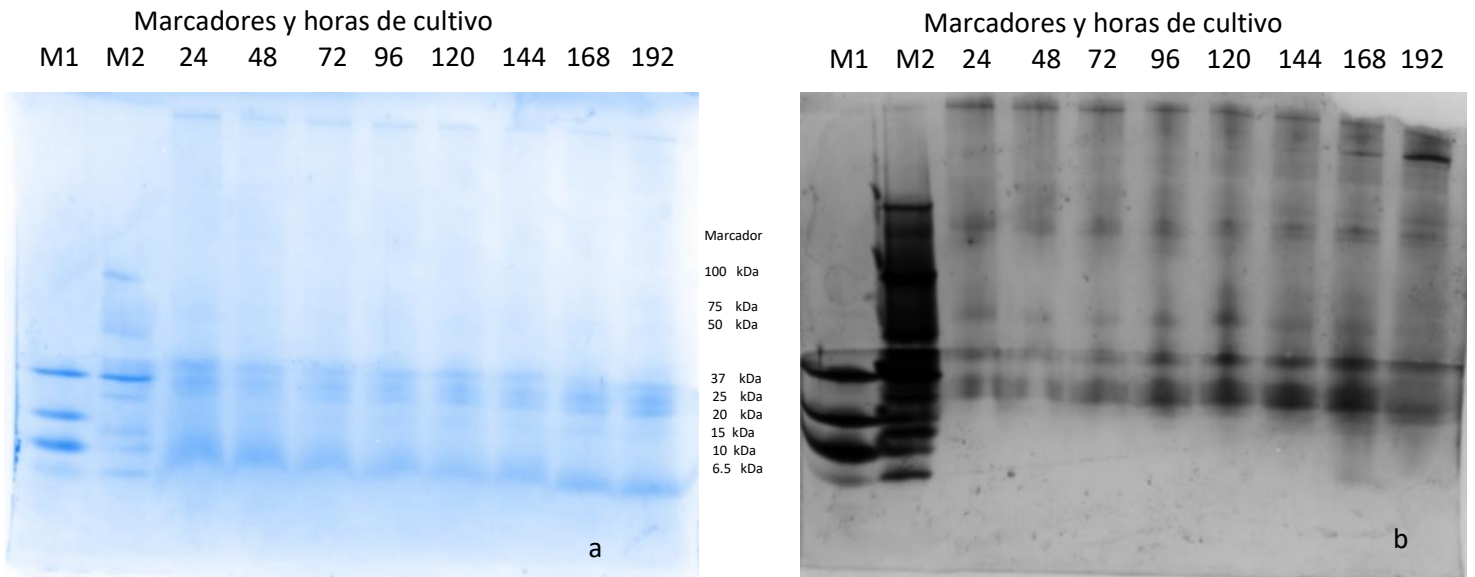 Marcadores y horas de cultivo
M1 M2 24 48 72 96 120 144 168 192
Marcador
100 kDa
75 kDa
50 kDa
37 kDa
25 kDa
20 kDa
15 kDa
10 kDa
6.5 kDa
a
Marcadores y horas de cultivo
M1 M2 24 48 72 96 120 144 168 192
b